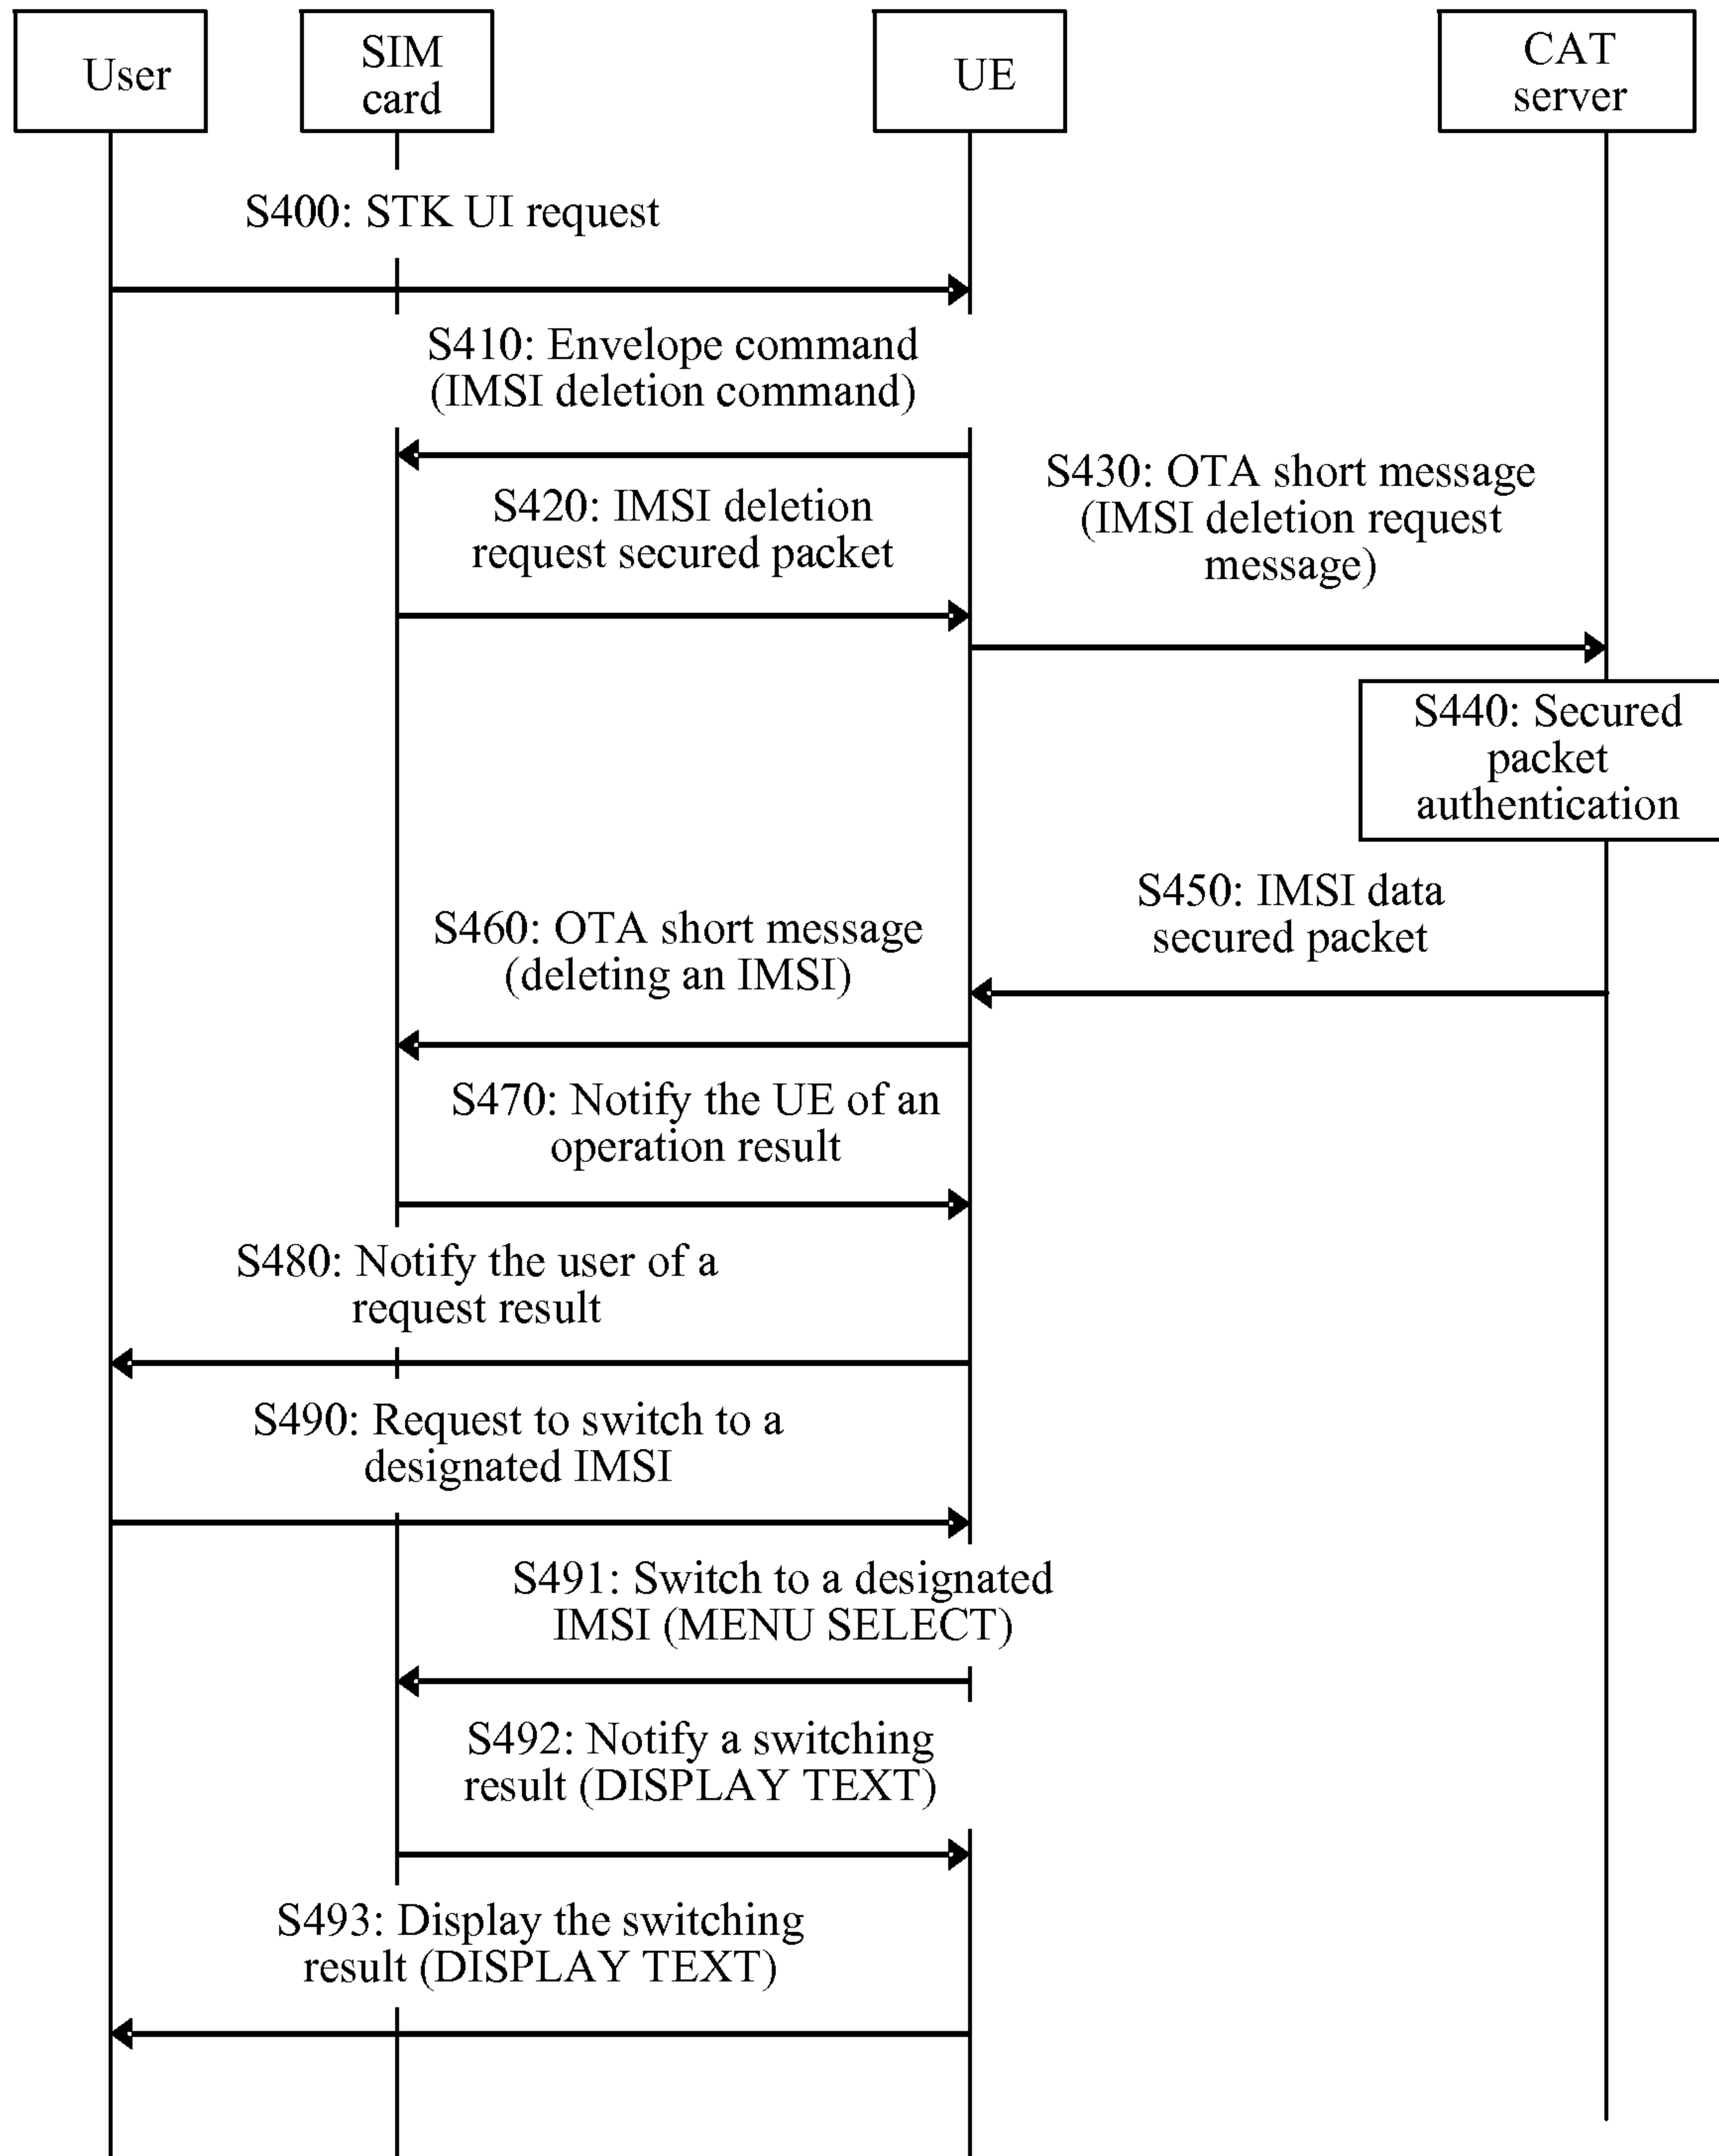 User
SIM
card
UE
CAT
server
S400: STK UI request
S410: Envelope command
(IMSI deletion command)
S420: IMSI deletion
request secured packet
S430: OTA short message
(IMSI deletion request
message)
S440: Secured
packet
authentication
S450: IMSI data
secured packet
S460: OTA short message
(deleting an IMSI)
S470: Notify the UE of an
operation result
S480: Notify the user of a
request result
S490: Request to switch to a
designated IMSI
S491: Switch to a designated
IMSI (MENU SELECT)
S492: Notify a switching
result (DISPLAY TEXT)
S493: Display the switching
result (DISPLAY TEXT)